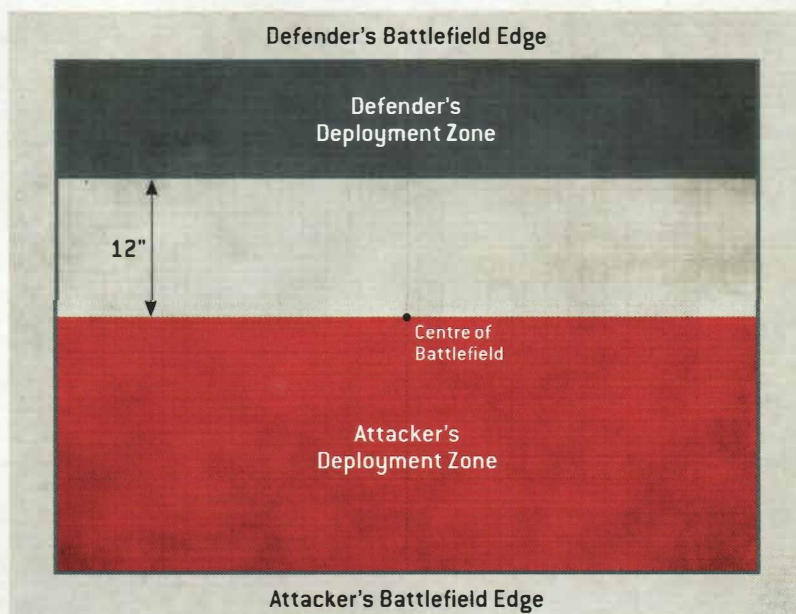 Defender's Battlefield Edge
Defender's
Deployment Zone
12"
Centre of
Battlefield
Attacker's
Deployment Zone
Attacker's Battlefield Edge